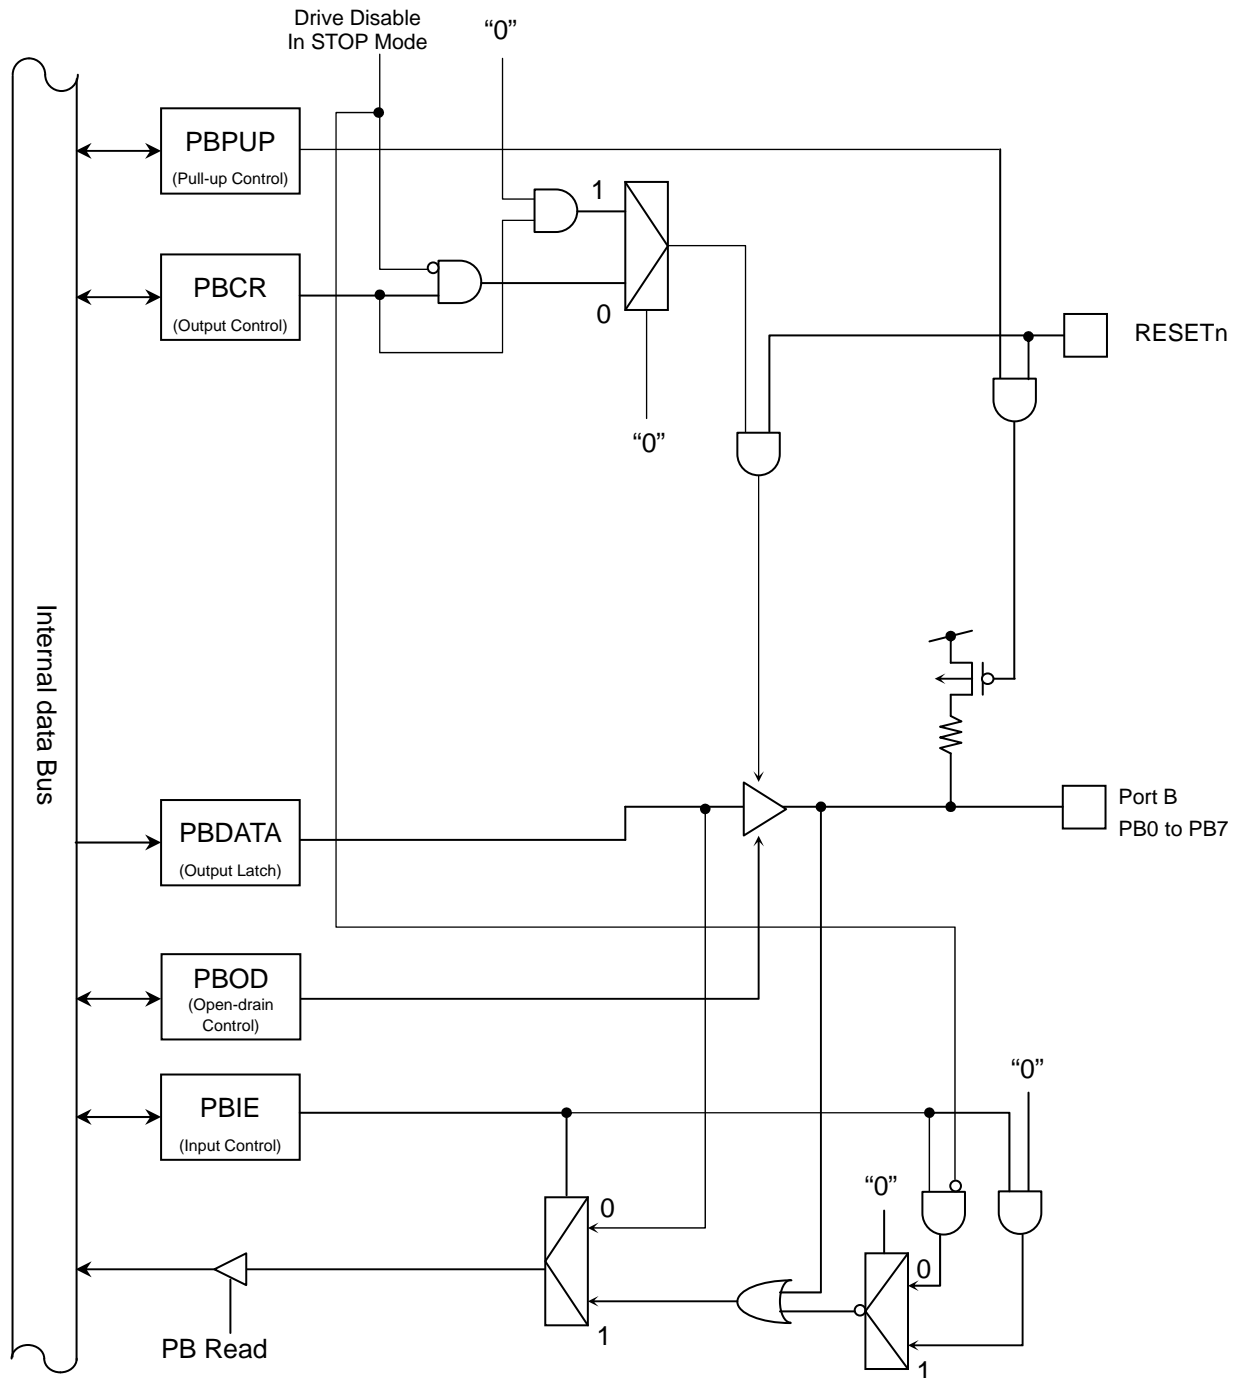 Drive Disable
In STOP Mode
“0”
PBPUP
(Pull-up Control)
1
PBCR
(Output Control)
0
RESETn
“0”
Internal data Bus
PBDATA
(Output Latch)
Port B
PB0 to PB7
PBOD
(Open-drain
Control)
“0”
PBIE
(Input Control)
“0”
0
0
1
1
PB Read